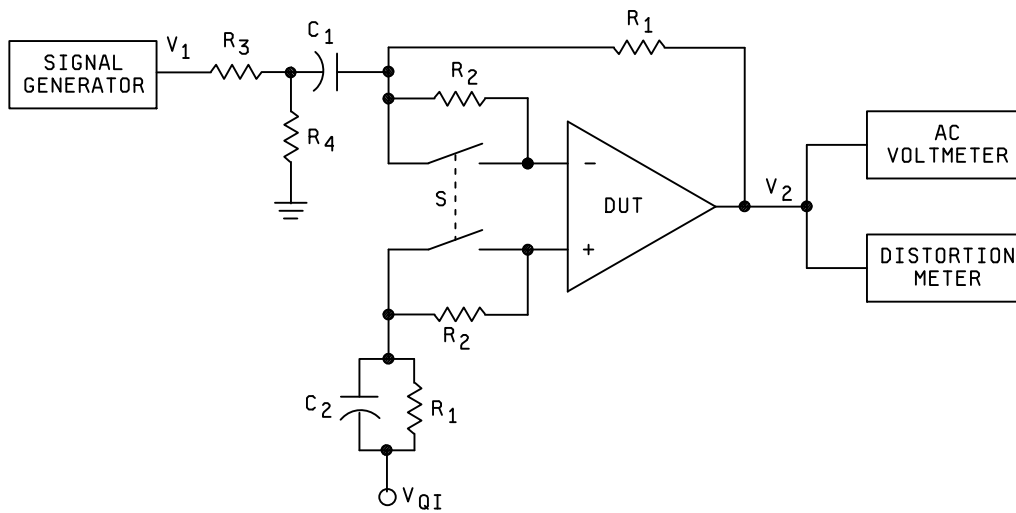 SIGNAL
GENERATOR
V1
R3
C1
R4
R1
R2
S
DUT
−
+
V2
AC
VOLTMETER
DISTORTION
METER
R2
C2
R1
VQI